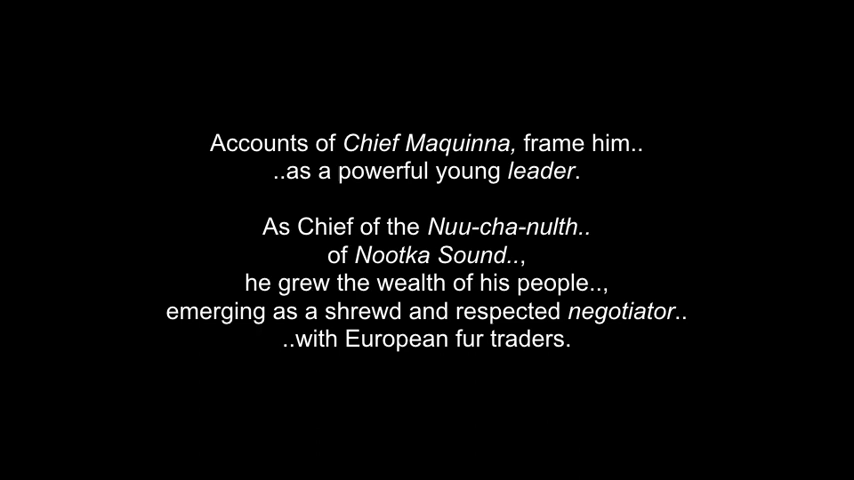 Accounts of Chief Maquinna, frame him..
..as a powerful young leader.
As Chief of the Nuu-cha-nulth..
of Nootka Sound..,
he grew the wealth of his people..,
emerging as a shrewd and respected negotiator..
..with European fur traders.